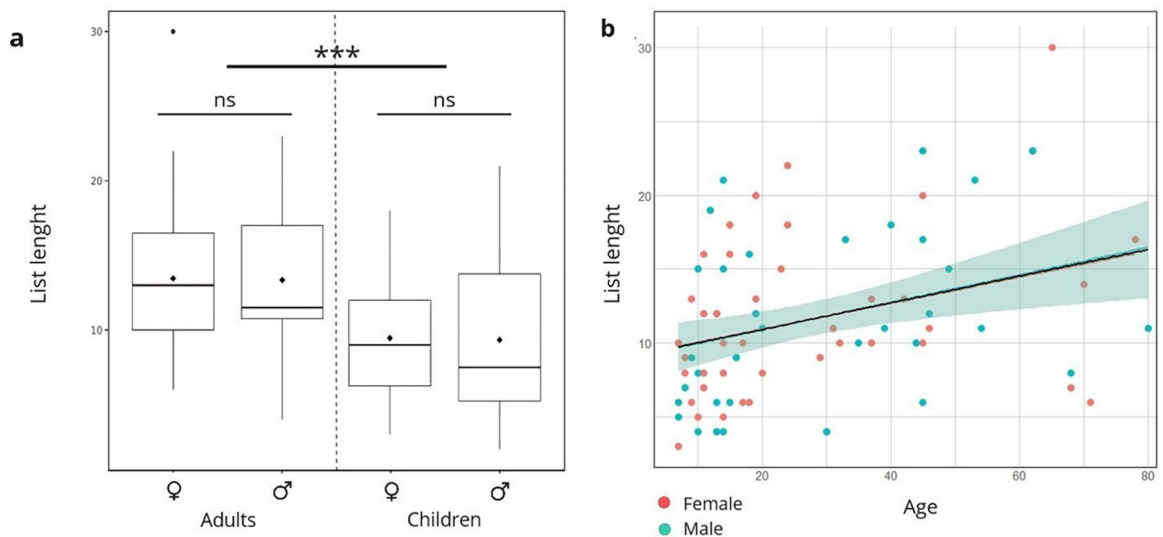 a
30
20
10
List lenght
***
ns
ns
♀
♂
♀
♂
Adults
Children
b
30
20
10
List lenght
20
40
60
80
Age
Female
Male